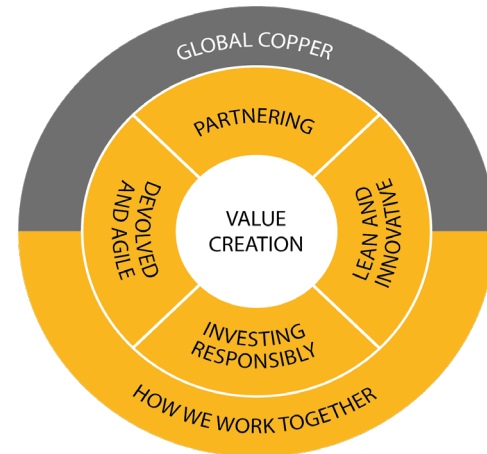 GLOBAL COPPER
PARTNERING
DEVOLVED
AND AGILE
VALUE
CREATION
LEAN AND
INNOVATIVE
INVESTING
RESPONSIBLY
HOW WE WORK TOGETHER